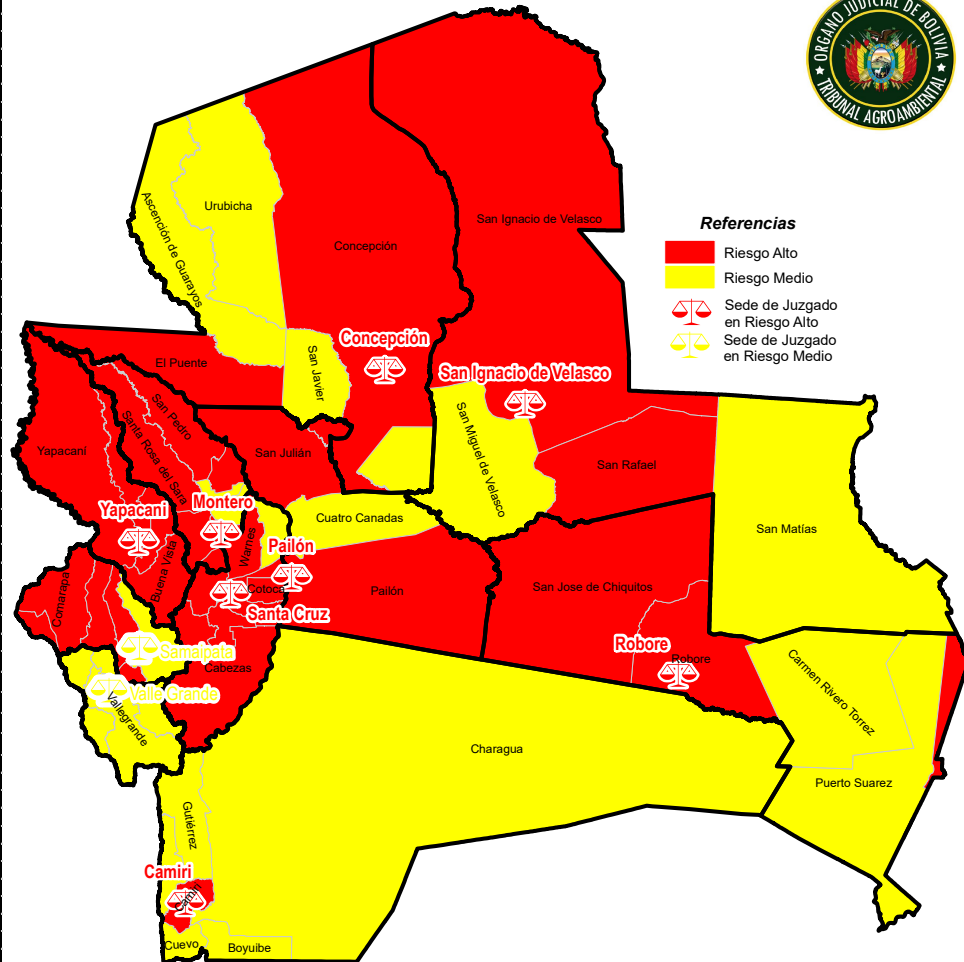 ORGANO JUDICIAL DE BOLIVIA
TRIBUNAL AGROAMBIENTAL
Referencias
Riesgo Alto
Riesgo Medio
Sede de Juzgado
en Riesgo Alto
Sede de Juzgado
en Riesgo Medio
Ascención de Guarayos
Urubicha
Concepción
San Ignacio de Velasco
Concepción
El Puente
San Javier
San Ignacio de Velasco
San Pedro
Santa Rosa del Sara
Yapacaní
San Julián
San Miguel de Velasco
San Rafael
Yapacani
Montero
Cuatro Canadas
San Matías
Warnes
Pailón
Buena Vista
Comarapa
Cotoca
Pailón
San Jose de Chiquitos
Santa Cruz
Samaipata
Cabezas
Robore
Robore
Valle Grande
Vallegrande
Carmen Rivero Torrez
Charagua
Puerto Suarez
Gutiérrez
Camiri
Camiri
Cuevo
Boyuibe